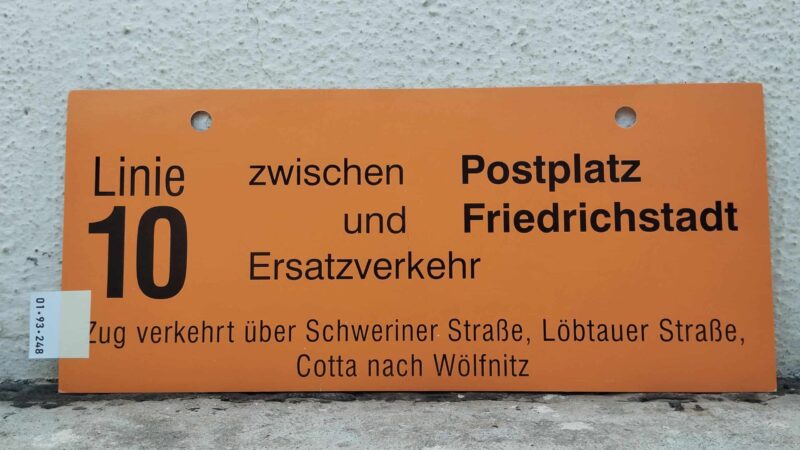 Linie zwischen Postplatz
10 und Friedrichstadt
Ersatzverkehr
Zug verkehrt über Schweriner Straße, Löbtauer Straße,
Cotta nach Wölfnitz
01·93·248